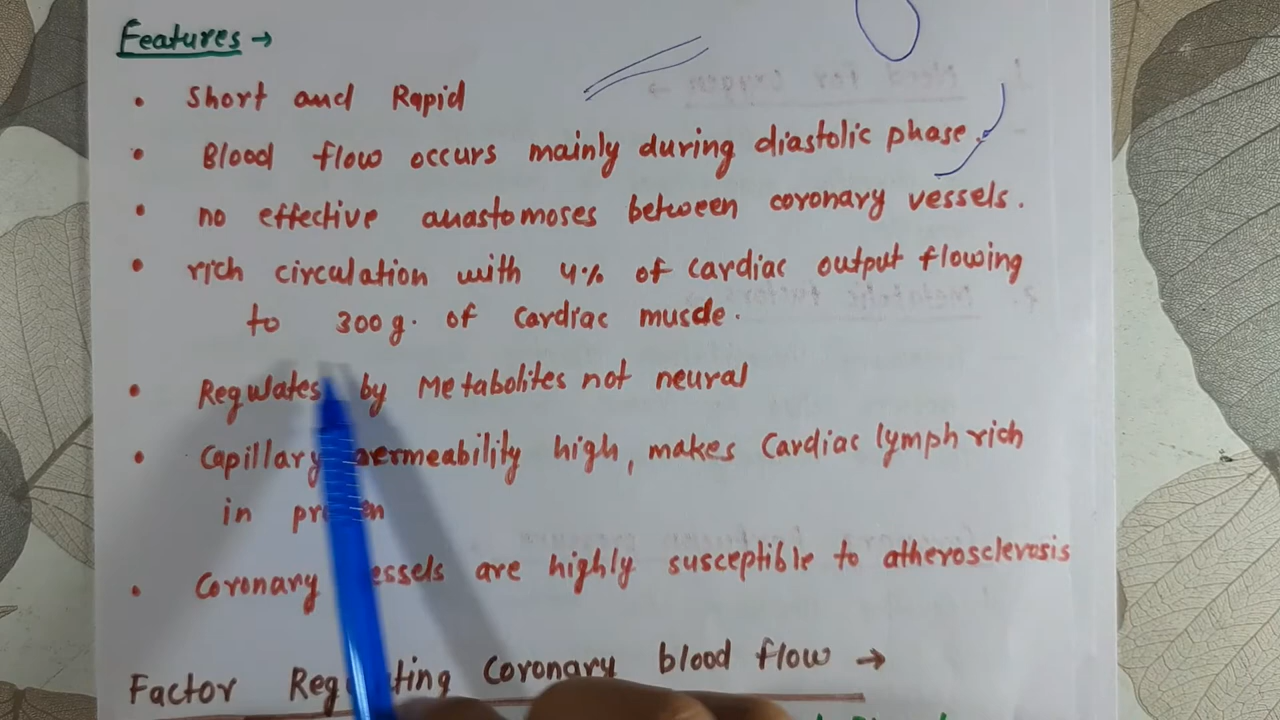 Features →
• Short and Rapid
• Blood flow occurs mainly during diastolic phase.
• no effective anastomoses between coronary vessels.
• rich circulation with 4% of cardiac output flowing
to 300 g. of cardiac muscle.
• Regulates by Metabolites not neural
• Capillary permeability high, makes Cardiac lymph rich
in protein
• Coronary vessels are highly susceptible to atherosclerosis
Factor Regulating Coronary blood flow →